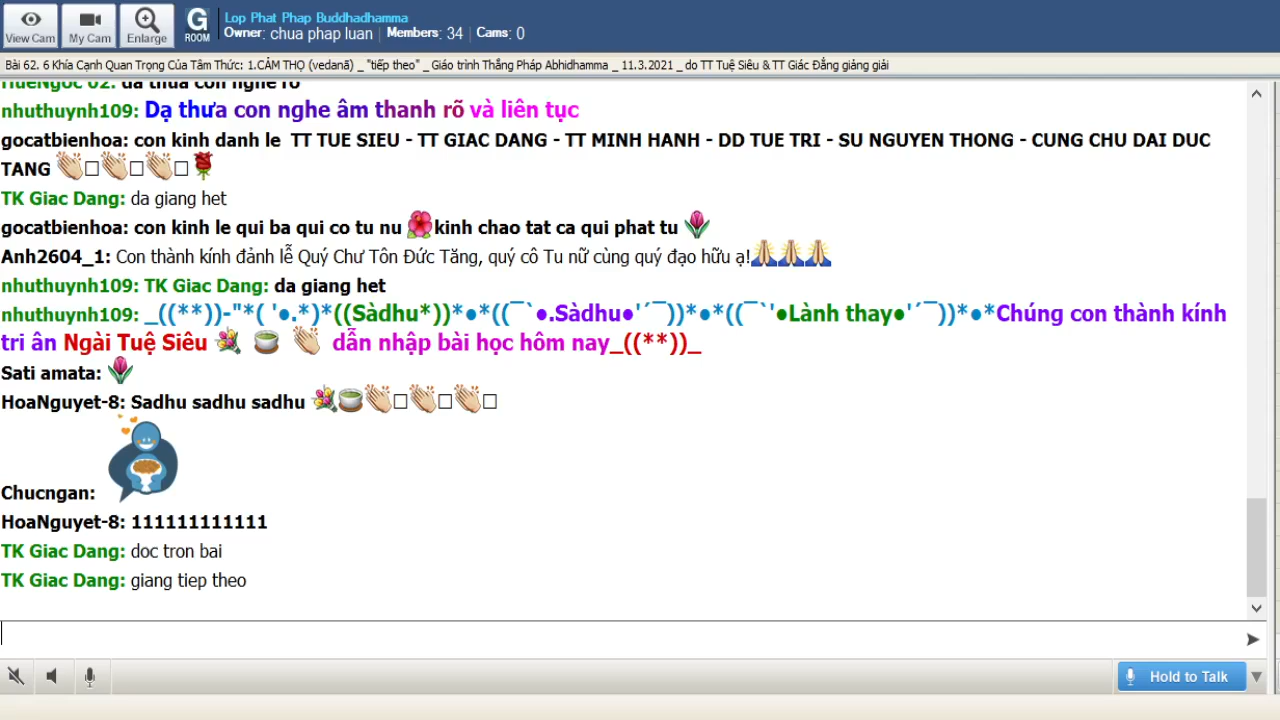 View Cam
My Cam
Enlarge
G
ROOM
Lop Phat Phap Buddhadhamma
Owner: chua phap luan | Members: 34 | Cams: 0
Bài 62. 6 Khía Cạnh Quan Trọng Của Tâm Thức: 1.CẢM THỌ (vedanā) _ "tiếp theo" _ Giáo trình Thắng Pháp Abhidhamma _ 11.3.2021 _ do TT Tuệ Siêu & TT Giác Đẳng giảng giải
HueNgoc 02: da thua con nghe ro
nhuthuynh109: Dạ thưa con nghe âm thanh rõ và liên tục
gocatbienhoa: con kinh danh le TT TUE SIEU - TT GIAC DANG - TT MINH HANH - DD TUE TRI - SU NGUYEN THONG - CUNG CHU DAI DUC
TANG 👏□👏□👏□🌹
TK Giac Dang: da giang het
gocatbienhoa: con kinh le qui ba qui co tu nu 🌺kinh chao tat ca qui phat tu 🌷
Anh2604_1: Con thành kính đảnh lễ Quý Chư Tôn Đức Tăng, quý cô Tu nữ cùng quý đạo hữu ạ!🙏🙏🙏
nhuthuynh109: TK Giac Dang: da giang het
nhuthuynh109: _((**))-"*( '●.*)*((Sàdhu*))*●*((¯`●.Sàdhu●'´¯))*●*((¯`'●Lành thay●'´¯))*●*Chúng con thành kính
tri ân Ngài Tuệ Siêu 💐 🍵 👏 dẫn nhập bài học hôm nay_((**))_
Sati amata: 🌷
HoaNguyet-8: Sadhu sadhu sadhu 💐🍵👏□👏□👏□
Chucngan:
HoaNguyet-8: 111111111111
TK Giac Dang: doc tron bai
TK Giac Dang: giang tiep theo
Hold to Talk